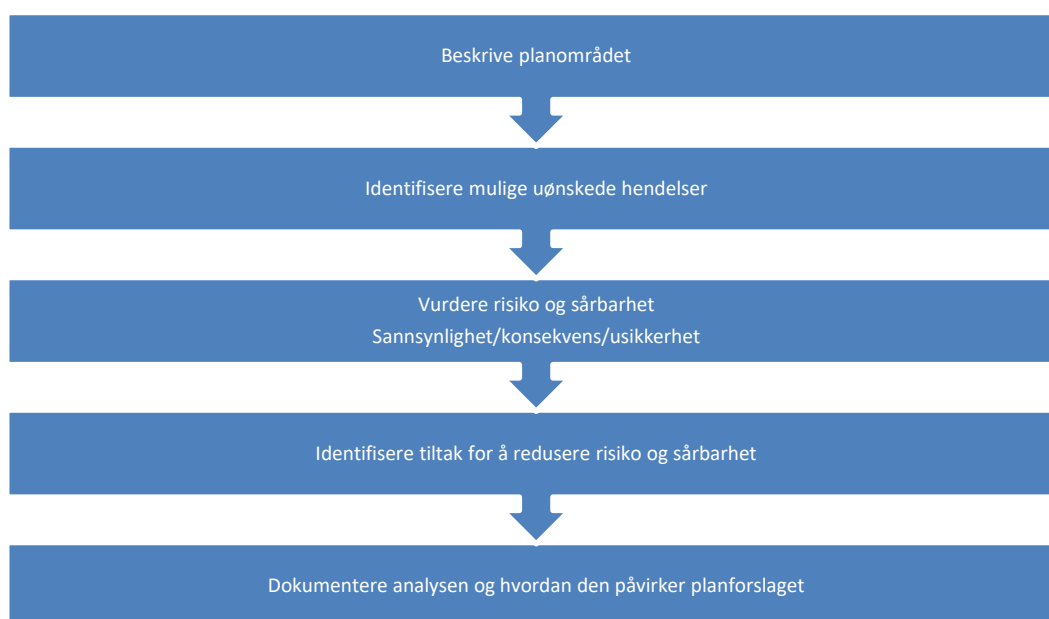 Beskrive planområdet
Identifisere mulige uønskede hendelser
Vurdere risiko og sårbarhet
Sannsynlighet/konsekvens/usikkerhet
Identifisere tiltak for å redusere risiko og sårbarhet
Dokumentere analysen og hvordan den påvirker planforslaget